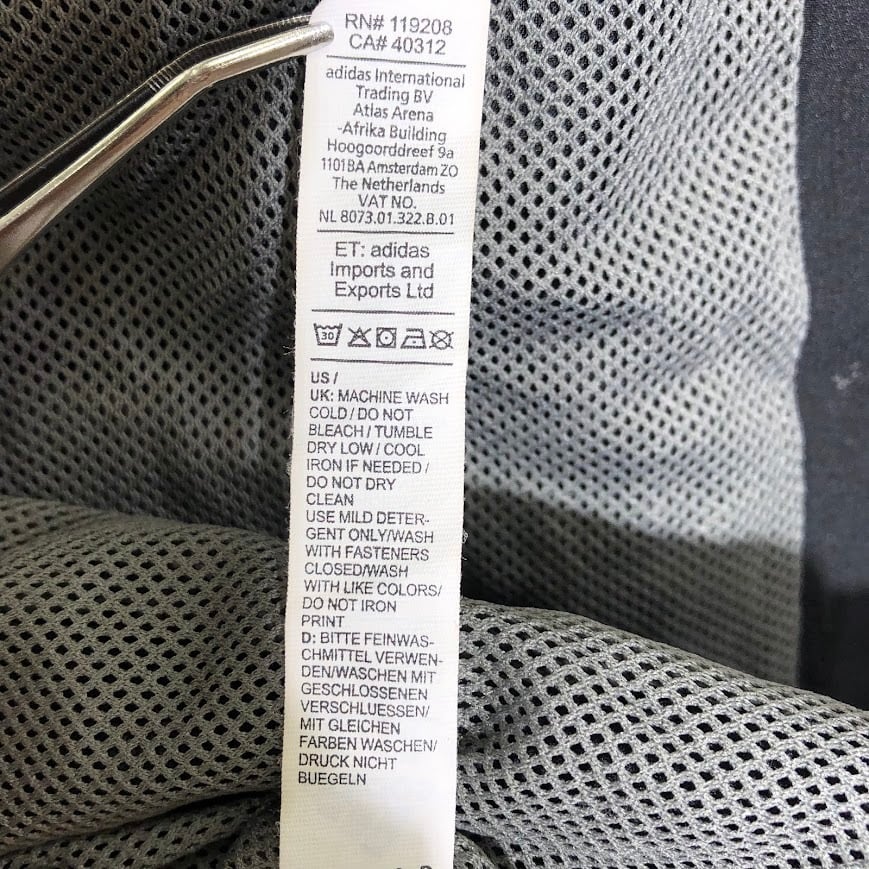 RN# 119208
CA# 40312
adidas International
Trading BV
Atlas Arena
-Afrika Building
Hoogoorddreef 9a
1101BA Amsterdam ZO
The Netherlands
VAT NO.
NL 8073.01.322.B.01
ET: adidas
Imports and
Exports Ltd
30
US /
UK: MACHINE WASH
COLD / DO NOT
BLEACH / TUMBLE
DRY LOW / COOL
IRON IF NEEDED /
DO NOT DRY
CLEAN
USE MILD DETER-
GENT ONLY/WASH
WITH FASTENERS
CLOSED/WASH
WITH LIKE COLORS/
DO NOT IRON
PRINT
D: BITTE FEINWAS-
CHMITTEL VERWEN-
DEN/WASCHEN MIT
GESCHLOSSENEN
VERSCHLUESSEN/
MIT GLEICHEN
FARBEN WASCHEN/
DRUCK NICHT
BUEGELN